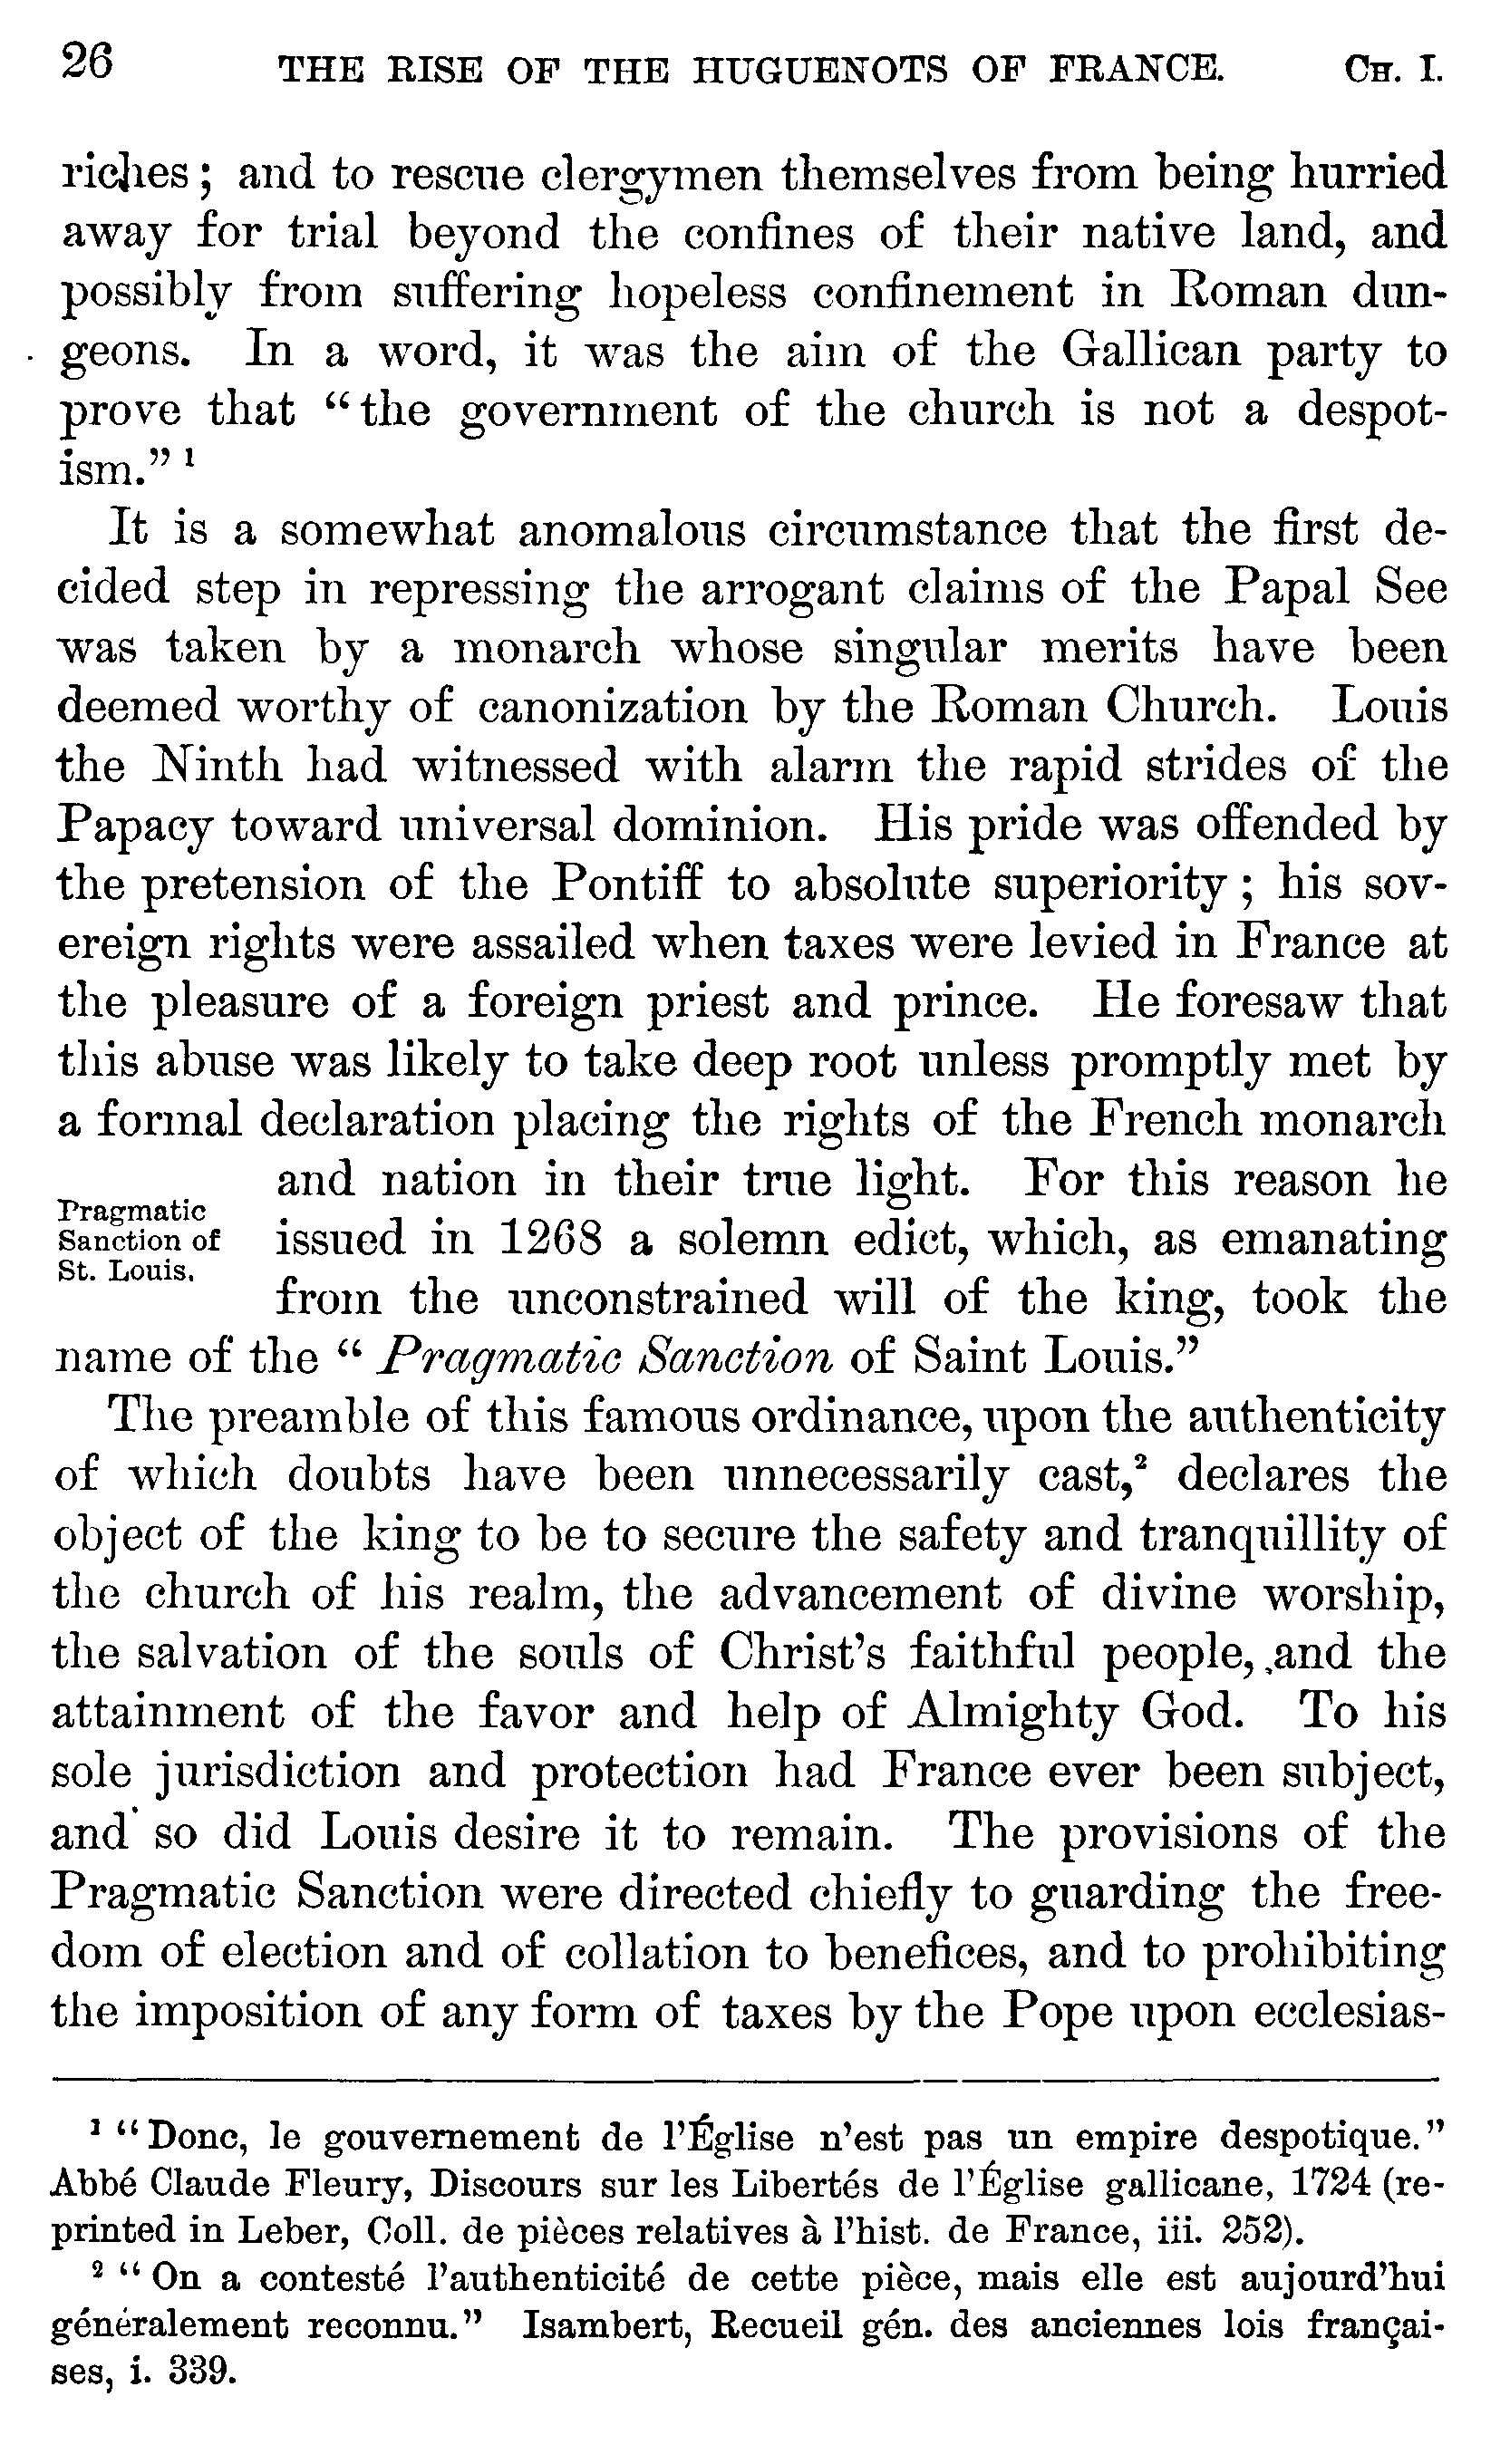 26 THE RISE OF THE HUGUENOTS OF FRANCE. CH. I.
riches; and to rescue clergymen themselves from being hurried
away for trial beyond the confines of their native land, and
possibly from suffering hopeless confinement in Roman dun-
geons. In a word, it was the aim of the Gallican party to
prove that "the government of the church is not a despot-
ism." ¹
It is a somewhat anomalous circumstance that the first de-
cided step in repressing the arrogant claims of the Papal See
was taken by a monarch whose singular merits have been
deemed worthy of canonization by the Roman Church. Louis
the Ninth had witnessed with alarm the rapid strides of the
Papacy toward universal dominion. His pride was offended by
the pretension of the Pontiff to absolute superiority; his sov-
ereign rights were assailed when taxes were levied in France at
the pleasure of a foreign priest and prince. He foresaw that
this abuse was likely to take deep root unless promptly met by
a formal declaration placing the rights of the French monarch
and nation in their true light. For this reason he
Pragmatic
Sanction of
St. Louis.
issued in 1268 a solemn edict, which, as emanating
from the unconstrained will of the king, took the
name of the "Pragmatic Sanction of Saint Louis."
The preamble of this famous ordinance, upon the authenticity
of which doubts have been unnecessarily cast,² declares the
object of the king to be to secure the safety and tranquillity of
the church of his realm, the advancement of divine worship,
the salvation of the souls of Christ's faithful people, and the
attainment of the favor and help of Almighty God. To his
sole jurisdiction and protection had France ever been subject,
and so did Louis desire it to remain. The provisions of the
Pragmatic Sanction were directed chiefly to guarding the free-
dom of election and of collation to benefices, and to prohibiting
the imposition of any form of taxes by the Pope upon ecclesias-
¹ "Donc, le gouvernement de l'Église n'est pas un empire despotique."
Abbé Claude Fleury, Discours sur les Libertés de l'Église gallicane, 1724 (re-
printed in Leber, Coll. de pièces relatives à l'hist. de France, iii. 252).
² "On a contesté l'authenticité de cette pièce, mais elle est aujourd'hui
généralement reconnu." Isambert, Recueil gén. des anciennes lois françai-
ses, i. 339.